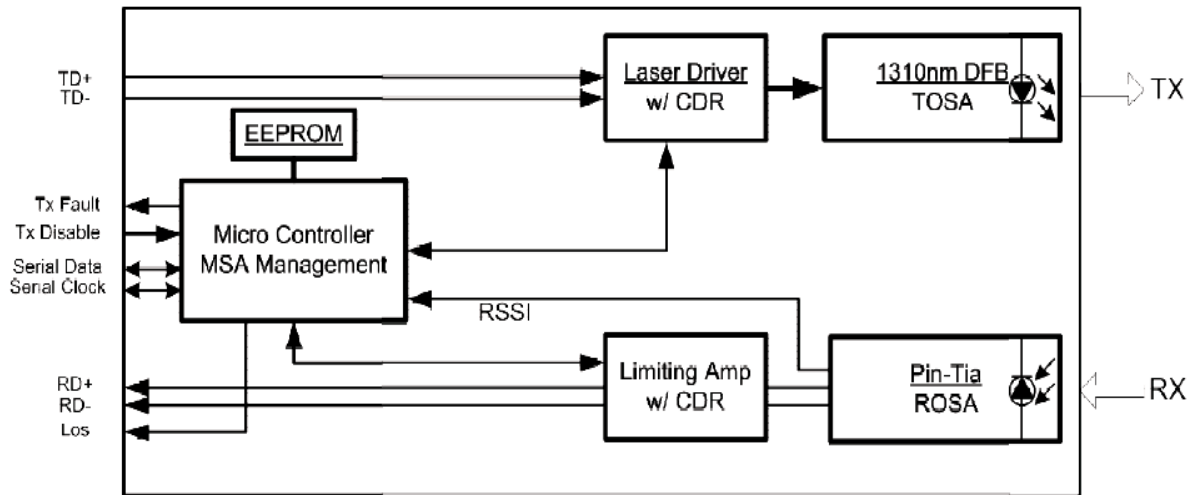 TD+
TD-
Laser Driver
w/ CDR
1310nm DFB
TOSA
TX
EEPROM
Tx Fault
Tx Disable
Serial Data
Serial Clock
Micro Controller
MSA Management
RSSI
RD+
RD-
Los
Limiting Amp
w/ CDR
Pin-Tia
ROSA
RX